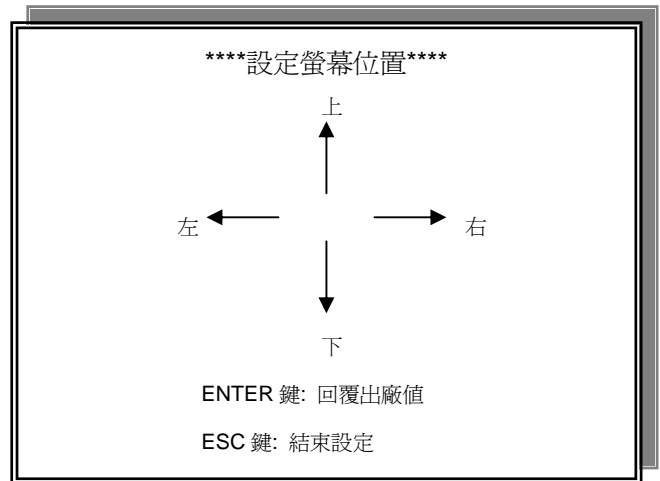 ****設定螢幕位置****
上
左 右
下
ENTER 鍵: 回覆出廠值
ESC 鍵: 結束設定